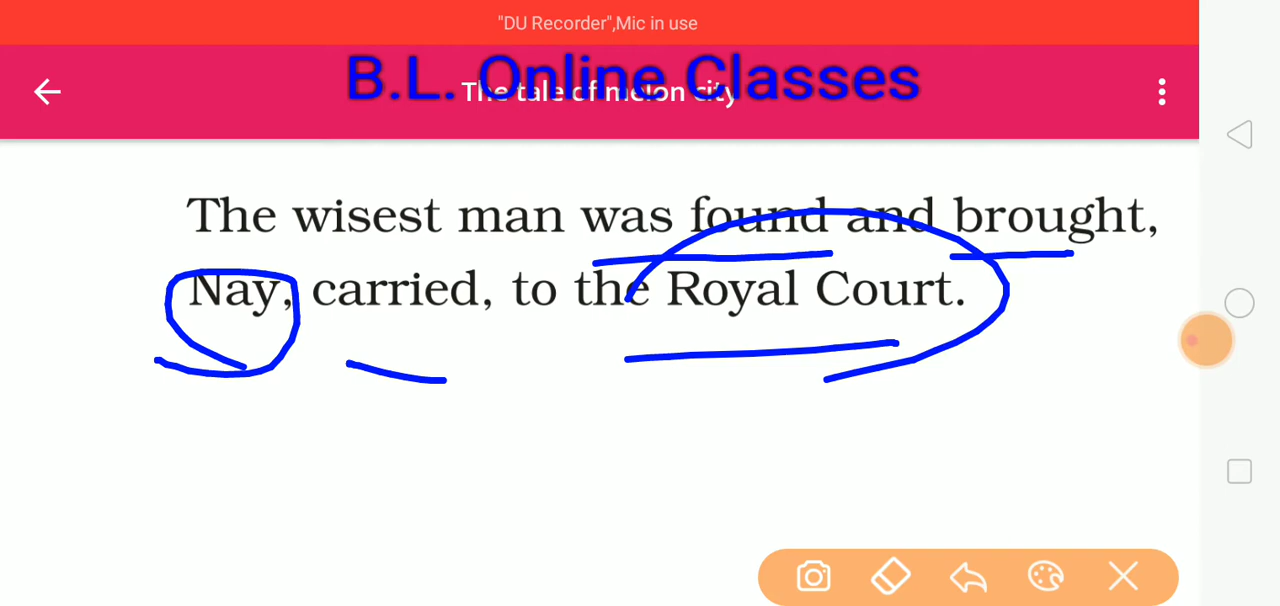 "DU Recorder",Mic in use
B.L. Online Classes
The tale of melon city
The wisest man was found and brought,
Nay, carried, to the Royal Court.